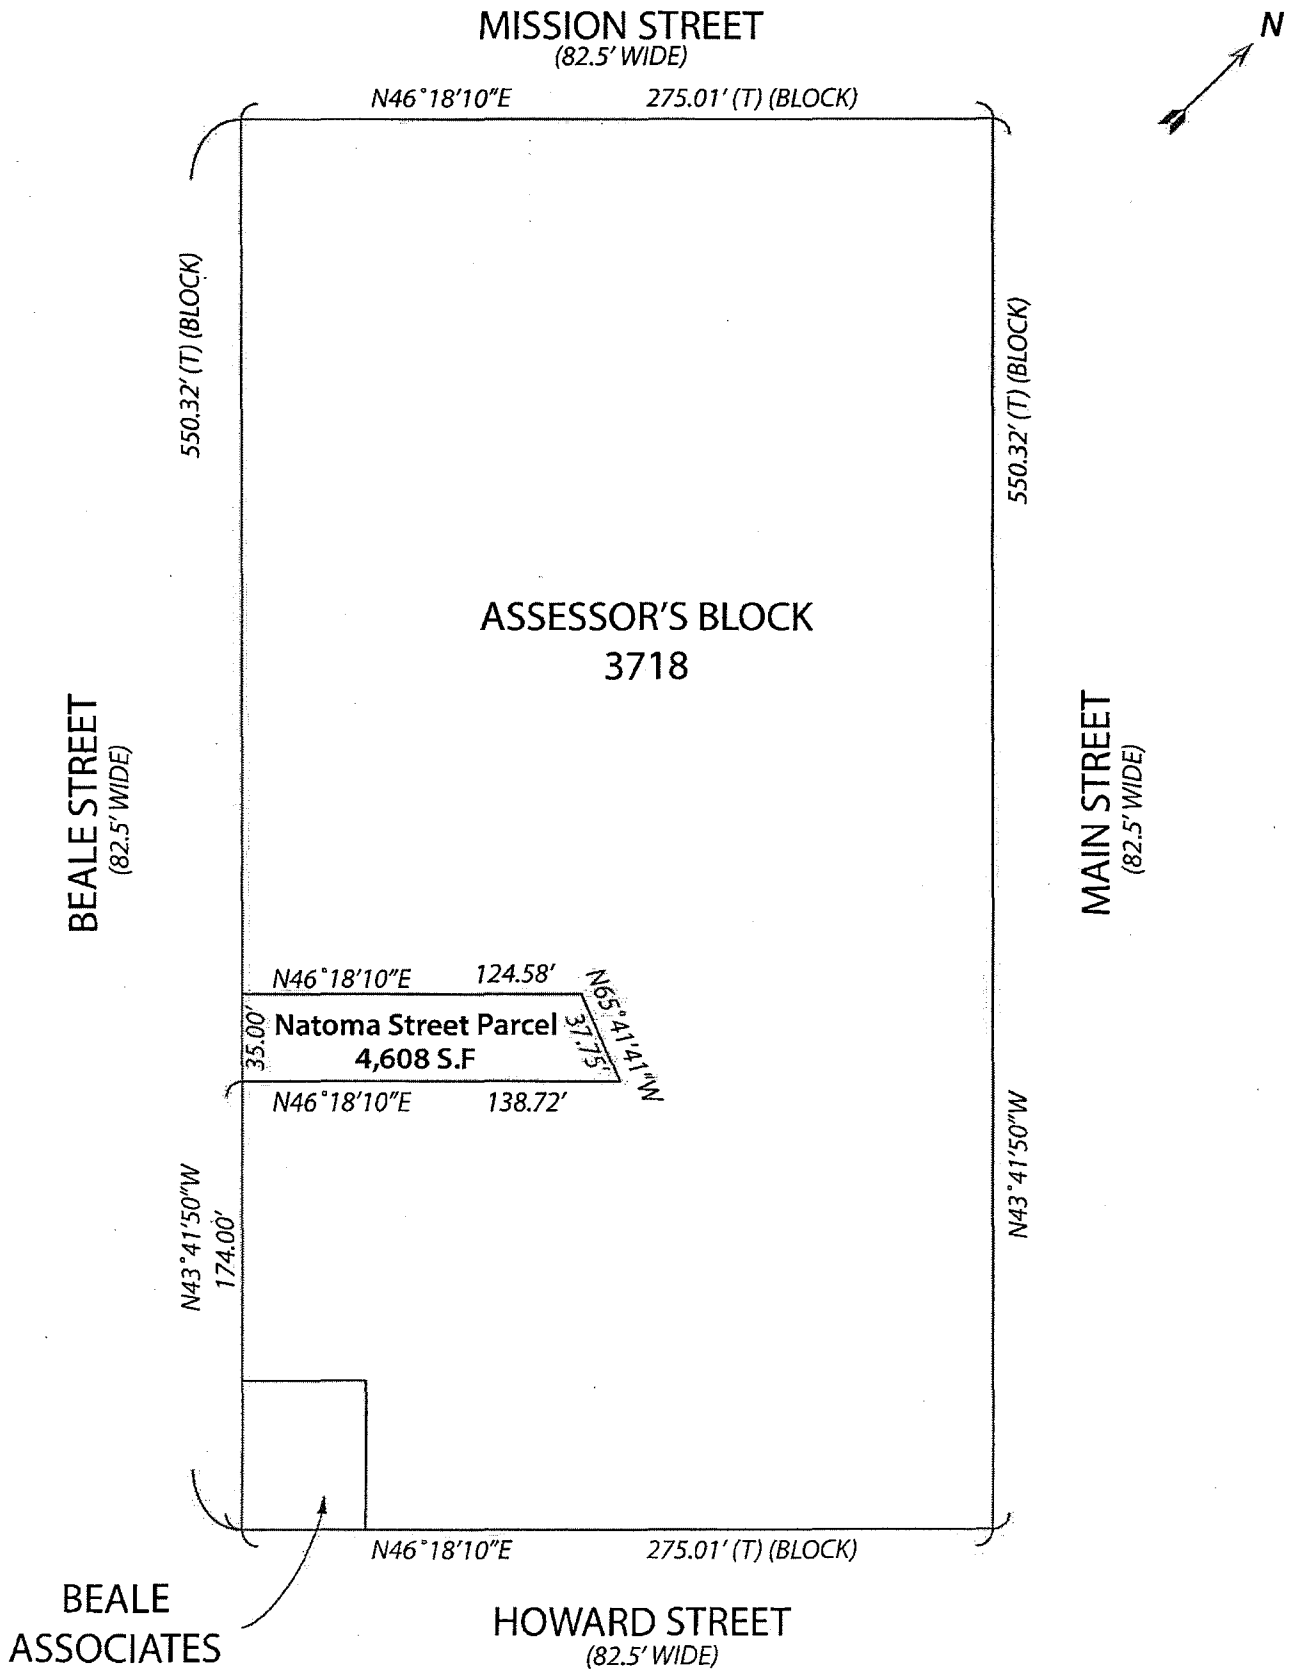 MISSION STREET
(82.5' WIDE)
N
N46°18'10"E 275.01' (T) (BLOCK)
550.32' (T) (BLOCK)
550.32' (T) (BLOCK)
ASSESSOR'S BLOCK
3718
BEALE STREET
(82.5' WIDE)
MAIN STREET
(82.5' WIDE)
N46°18'10"E 124.58'
N65°41'41"W
37.75'
35.00'
Natoma Street Parcel
4,608 S.F
N46°18'10"E 138.72'
N43°41'50"W
174.00'
N43°41'50"W
N46°18'10"E 275.01' (T) (BLOCK)
BEALE
ASSOCIATES
HOWARD STREET
(82.5' WIDE)